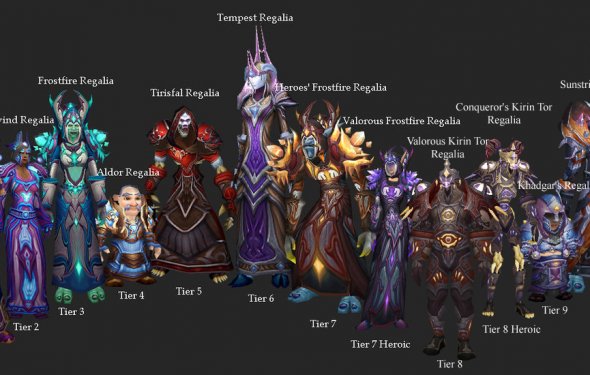 Tempest Regalia
Frostfire Regalia
Tirisfal Regalia
Heroes' Frostfire Regalia
Sunstri
vind Regalia
Valorous Frostfire Regalia
Conqueror's Kirin Tor
Regalia
Valorous Kirin Tor
Regalia
Aldor Regalia
Khadgar's Regal
Tier 2
Tier 3
Tier 4
Tier 5
Tier 6
Tier 7
Tier 7 Heroic
Tier 8
Tier 8 Heroic
Tier 9